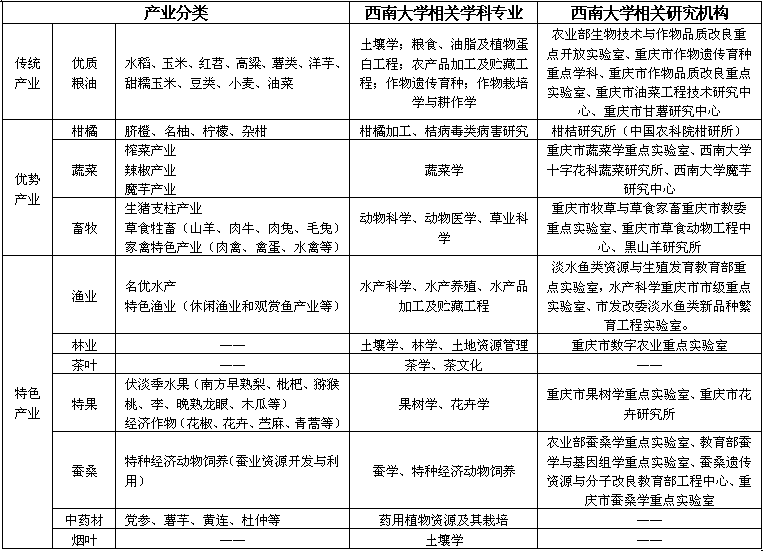 产业分类 西南大学相关学科专业 西南大学相关研究机构
传统
产业
优质
粮油
水稻、玉米、红苕、高粱、薯类、洋芋、
甜糯玉米、豆类、小麦、油菜
土壤学；粮食、油脂及植物
蛋白工程；农产品加工及贮藏工
程；作物遗传育种；作物栽培
学与耕作学
农业部生物技术与作物品质改良重
点开放实验室、重庆市作物遗传育种
重点学科、重庆市作物品质改良重点
实验室、重庆市油菜工程技术研究中
心、重庆市甘薯研究中心
优势
产业
柑橘
脐橙、名柚、柠檬、杂柑
柑橘加工、桔病毒类病害研究
柑桔研究所（中国农科院柑研所）
蔬菜
榨菜产业
辣椒产业
魔芋产业
蔬菜学
重庆市蔬菜学重点实验室、西南大学
十字花科蔬菜研究所、西南大学魔芋
研究中心
畜牧
生猪支柱产业
草食牲畜（山羊、肉牛、肉兔、毛兔）
家禽特色产业（肉禽、禽蛋、水禽等）
动物科学、动物医学、草业科
学
重庆市牧草与草食家畜重庆市教委
重点实验室、重庆市草食动物工程中
心、黑山羊研究所
特色
产业
渔业
名优水产
特色渔业（休闲渔业和观赏鱼产业等）
水产科学、水产养殖、水产品
加工及贮藏工程
淡水鱼类资源与生殖发育教育部重
点实验室，水产科学重庆市市级重点
实验室、市发改委淡水鱼类新品种繁
育工程实验室。
林业
——
土壤学、林学、土地资源管理
重庆市数字农业重点实验室
茶叶
——
茶学、茶文化
——
特果
伏淡季水果（南方早熟梨、枇杷、猕猴
桃、李、晚熟龙眼、木瓜等）
经济作物（花椒、花卉、苎麻、青蒿等）
果树学、花卉学
重庆市果树学重点实验室、重庆市花
卉研究所
蚕桑
特种经济动物饲养（蚕业资源开发与利
用）
蚕学、特种经济动物饲养
农业部蚕桑学重点实验室、教育部蚕
学与基因组学重点实验室、蚕桑遗传
资源与分子改良教育部工程中心、重
庆市蚕桑学重点实验室
中药材
党参、薯芋、黄连、杜仲等
药用植物资源及其栽培
——
烟叶
——
土壤学
——